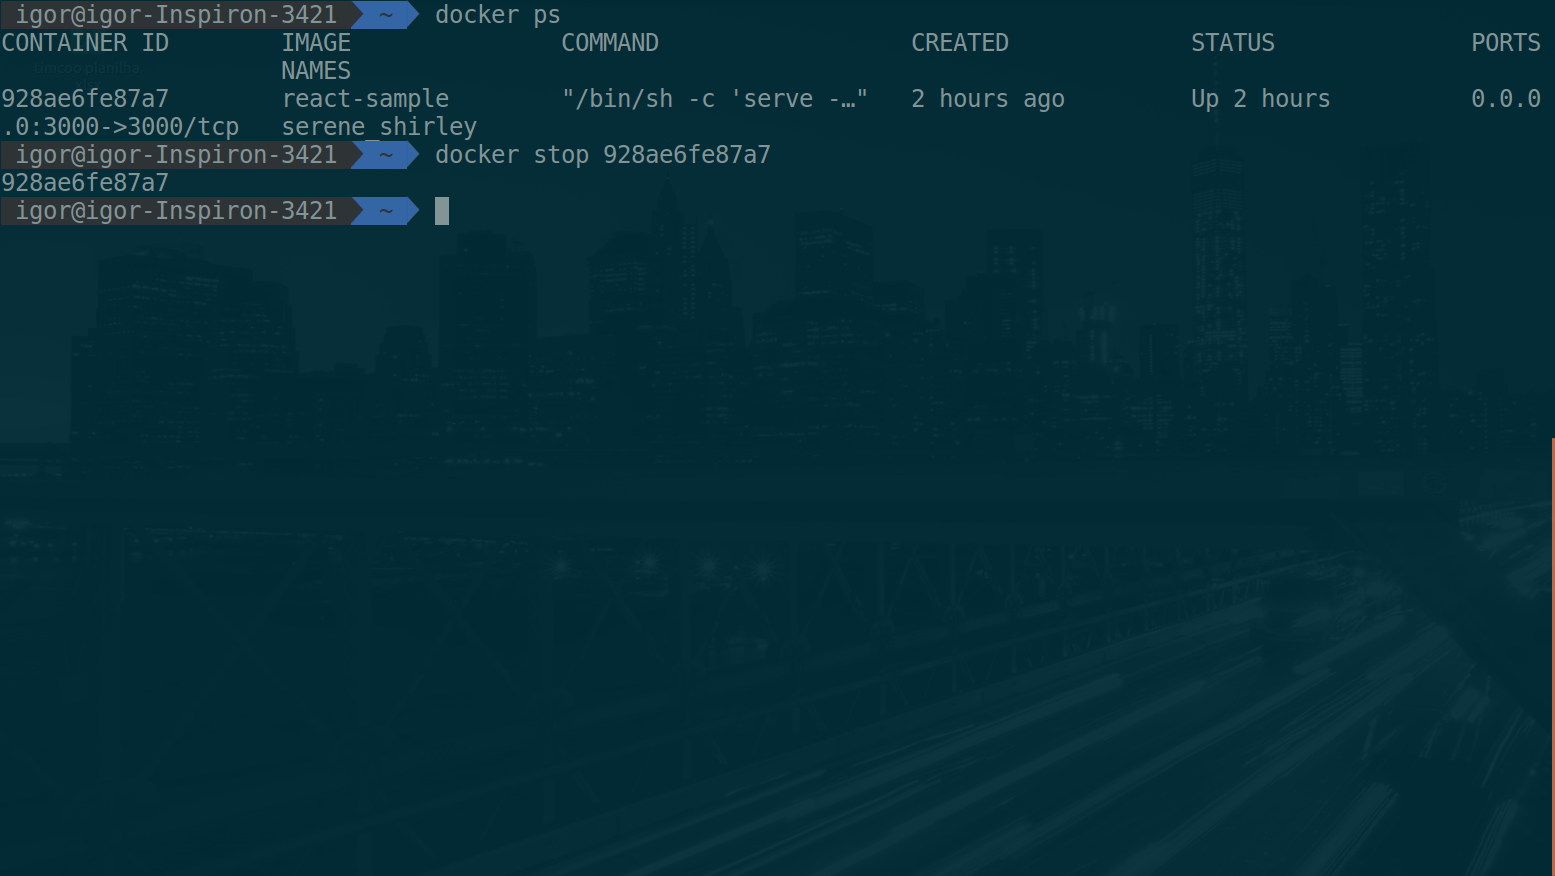 igor@igor-Inspiron-3421 ~ docker ps
CONTAINER ID IMAGE COMMAND CREATED STATUS PORTS
timcoo planilha.
NAMES
928ae6fe87a7 react-sample "/bin/sh -c 'serve -…" 2 hours ago Up 2 hours 0.0.0
.0:3000->3000/tcp serene_shirley
igor@igor-Inspiron-3421 ~ docker stop 928ae6fe87a7
928ae6fe87a7
igor@igor-Inspiron-3421 ~